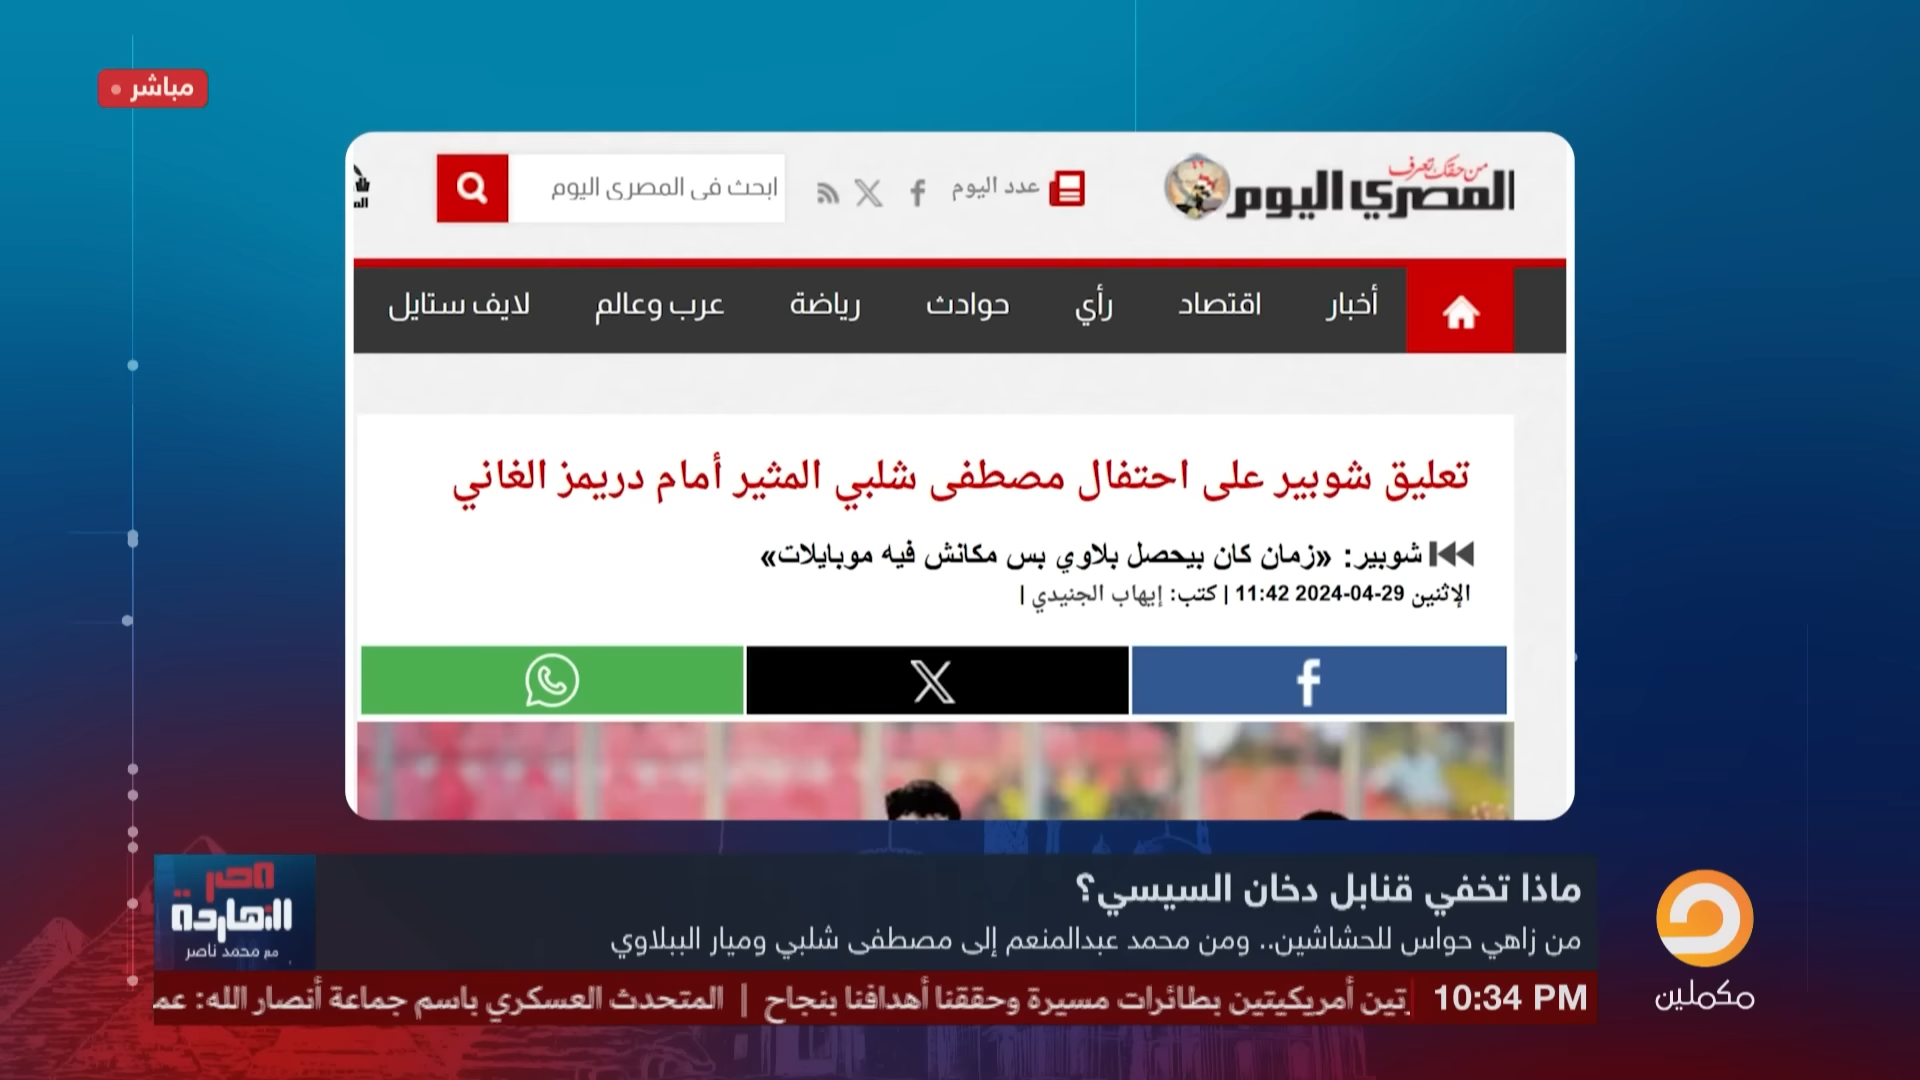 مباشر
من حقك تعرف
المصري اليوم
عدد اليوم
ابحث فى المصرى اليوم
أخبار
اقتصاد
رأي
حوادث
رياضة
عرب وعالم
لايف ستايل
تعليق شوبير على احتفال مصطفى شلبي المثير أمام دريمز الغاني
شوبير: «زمان كان بيحصل بلاوي بس مكانش فيه موبايلات»
الإثنين 29-04-2024 11:42 | كتب: إيهاب الجنيدي |
ماذا تخفي قنابل دخان السيسي؟
من زاهي حواس للحشاشين.. ومن محمد عبدالمنعم إلى مصطفى شلبي وميار الببلاوي
مصر النهاردة
مع محمد ناصر
10:34 PM
أمريكيتين بطائرات مسيرة وحققنا أهدافنا بنجاح | المتحدث العسكري باسم جماعة أنصار الله:
مكملين